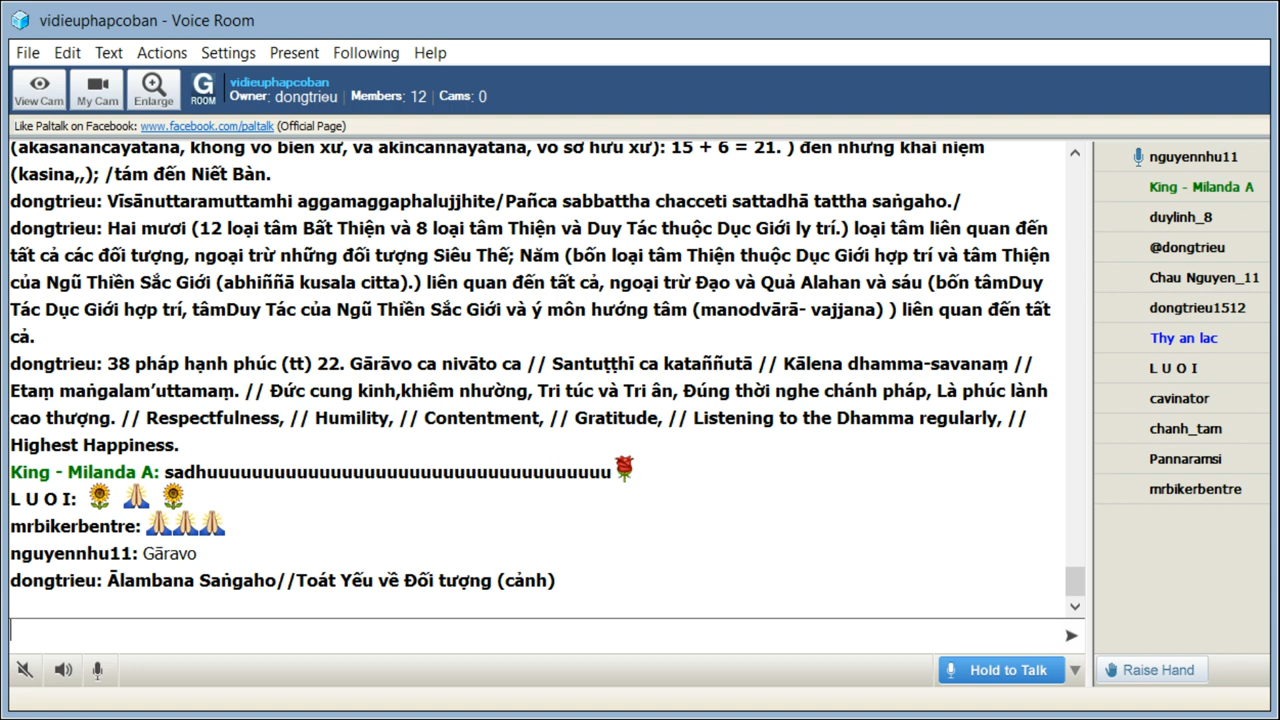 vidieuphapcoban - Voice Room
File Edit Text Actions Settings Present Following Help
View Cam
My Cam
Enlarge
G ROOM
vidieuphapcoban
Owner: dongtrieu | Members: 12 | Cams: 0
Like Paltalk on Facebook: www.facebook.com/paltalk (Official Page)
(akasanancayatana, không vô biên xứ, và akincannayatana, vô sở hữu xứ): 15 + 6 = 21. ) đến những khái niệm
(kasina,,); /tám đến Niết Bàn.
dongtrieu: Vīsānuttaramuttamhi aggamaggaphalujjhite/Pañca sabbattha chacceti sattadhā tattha saṅgaho./
dongtrieu: Hai mươi (12 loại tâm Bất Thiện và 8 loại tâm Thiện và Duy Tác thuộc Dục Giới ly trí.) loại tâm liên quan đến
tất cả các đối tượng, ngoại trừ những đối tượng Siêu Thế; Năm (bốn loại tâm Thiện thuộc Dục Giới hợp trí và tâm Thiện
của Ngũ Thiền Sắc Giới (abhiññā kusala citta).) liên quan đến tất cả, ngoại trừ Đạo và Quả Alahan và sáu (bốn tâmDuy
Tác Dục Giới hợp trí, tâmDuy Tác của Ngũ Thiền Sắc Giới và ý môn hướng tâm (manodvārā- vajjana) ) liên quan đến tất
cả.
dongtrieu: 38 pháp hạnh phúc (tt) 22. Gārāvo ca nivāto ca // Santuṭṭhī ca kataññutā // Kālena dhamma-savanaṃ //
Etaṃ maṅgalam’uttamaṃ. // Đức cung kinh,khiêm nhường, Tri túc và Tri ân, Đúng thời nghe chánh pháp, Là phúc lành
cao thượng. // Respectfulness, // Humility, // Contentment, // Gratitude, // Listening to the Dhamma regularly, //
Highest Happiness.
King - Milanda A: sadhuuuuuuuuuuuuuuuuuuuuuuuuuuuuuuuuuuuu
L U O I:
mrbikerbentre:
nguyennhu11: Gāravo
dongtrieu: Ālambana Saṅgaho//Toát Yếu về Đối tượng (cảnh)
nguyennhu11
King - Milanda A
duylinh_8
@dongtrieu
Chau Nguyen_11
dongtrieu1512
Thy an lac
L U O I
cavinator
chanh_tam
Pannaramsi
mrbikerbentre
Hold to Talk
Raise Hand